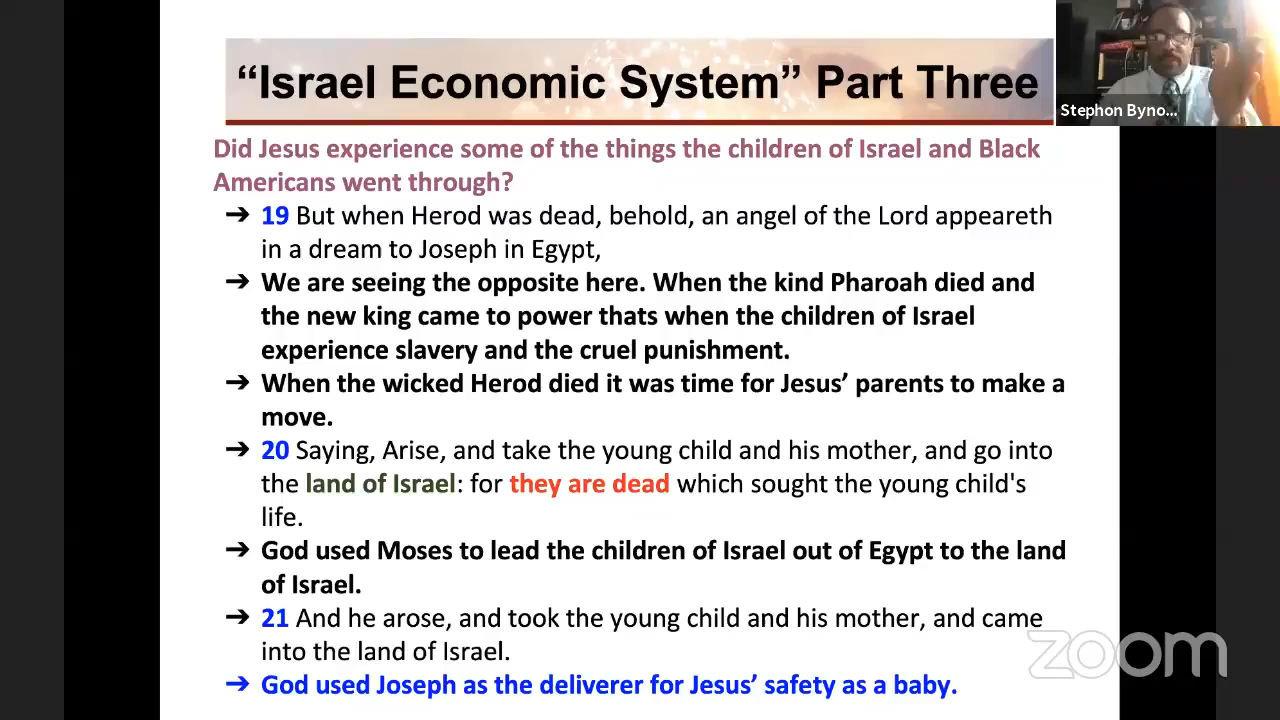 “Israel Economic System” Part Three
Stephon Byno...
Did Jesus experience some of the things the children of Israel and Black
Americans went through?
➔ 19 But when Herod was dead, behold, an angel of the Lord appeareth
in a dream to Joseph in Egypt,
➔ We are seeing the opposite here. When the kind Pharoah died and
the new king came to power thats when the children of Israel
experience slavery and the cruel punishment.
➔ When the wicked Herod died it was time for Jesus’ parents to make a
move.
➔ 20 Saying, Arise, and take the young child and his mother, and go into
the land of Israel: for they are dead which sought the young child's
life.
➔ God used Moses to lead the children of Israel out of Egypt to the land
of Israel.
➔ 21 And he arose, and took the young child and his mother, and came
into the land of Israel.
➔ God used Joseph as the deliverer for Jesus’ safety as a baby.
zoom